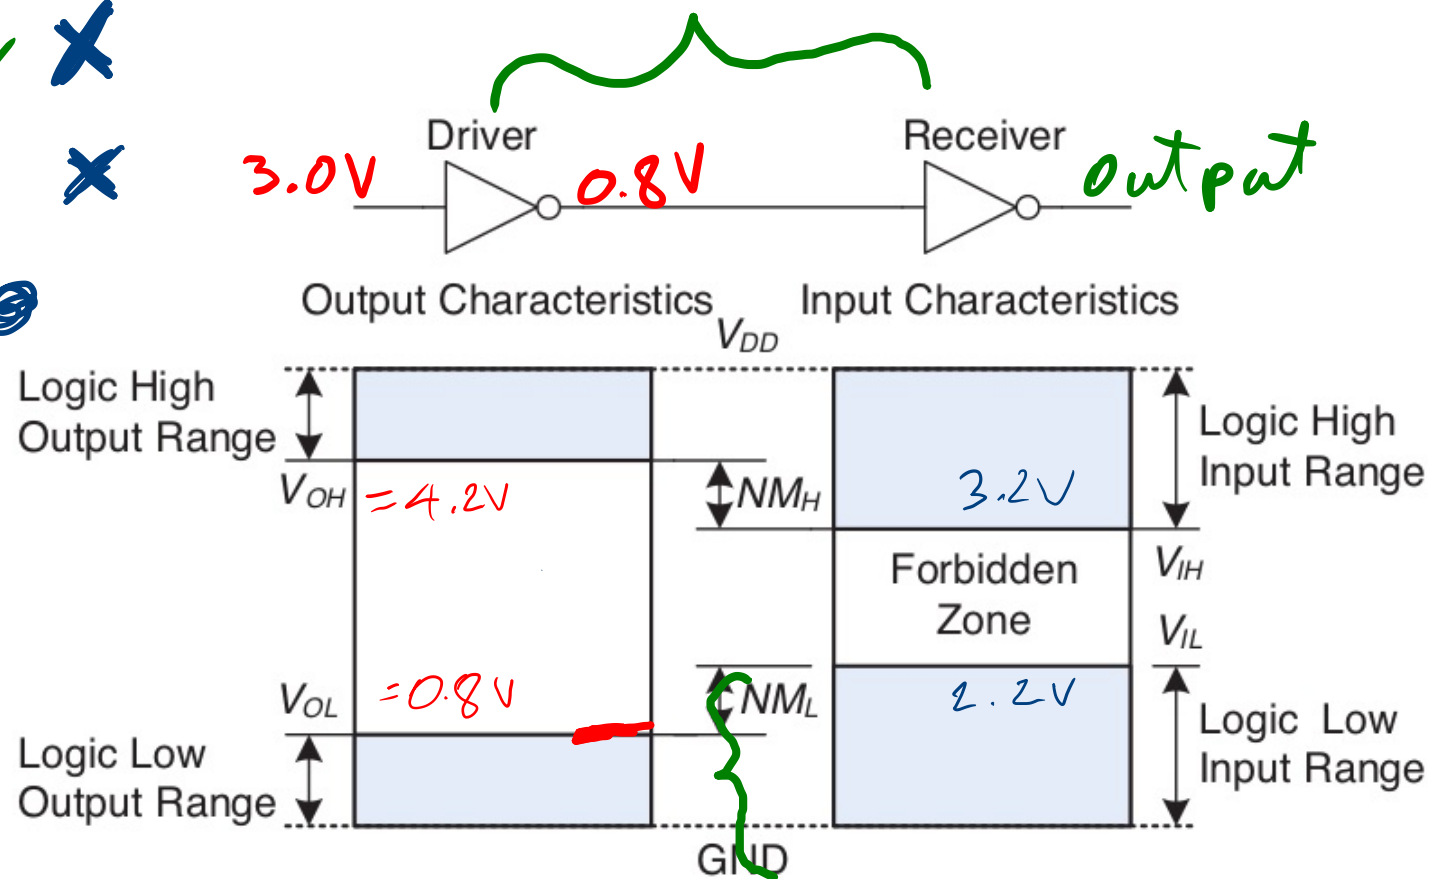 Driver
Receiver
3.0V
0.8V
Output
Output Characteristics
Input Characteristics
VDD
Logic High
Output Range
Logic High
Input Range
VOH = 4.2V
NMH
3.2V
Forbidden
Zone
VIH
VIL
VOL = 0.8V
NML
2.2V
Logic Low
Output Range
Logic Low
Input Range
GND